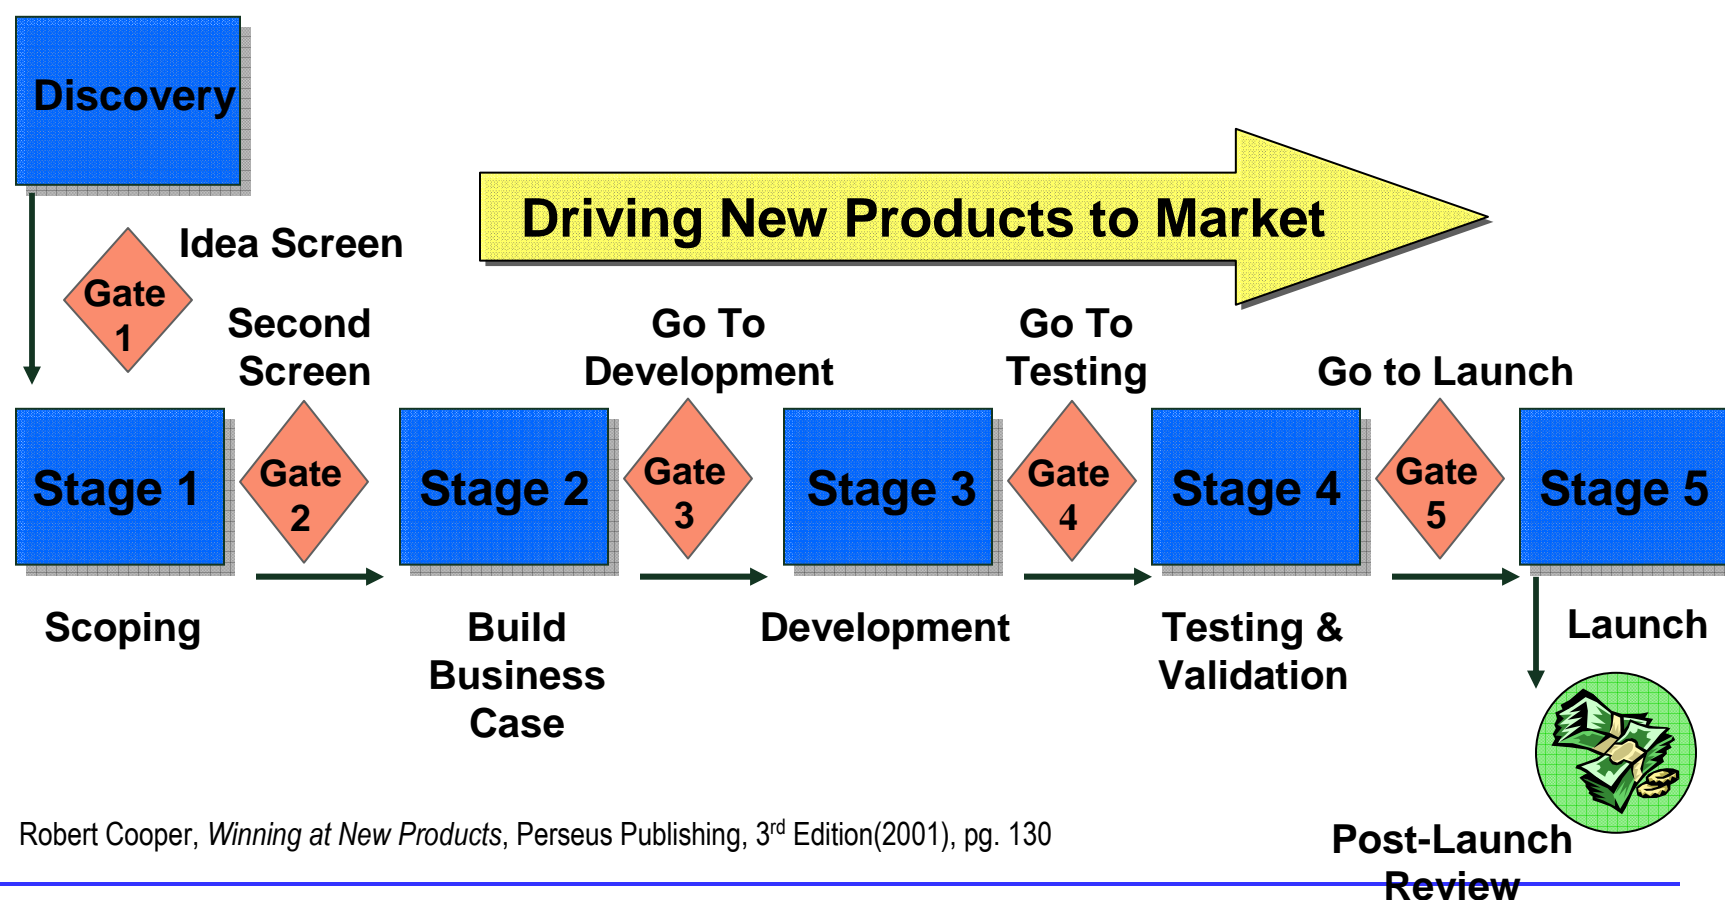 Discovery
Driving New Products to Market
Idea Screen
Gate
1
Second
Screen
Go To
Development
Go To
Testing
Go to Launch
Stage 1
Gate
2
Stage 2
Gate
3
Stage 3
Gate
4
Stage 4
Gate
5
Stage 5
Scoping
Build
Business
Case
Development
Testing &
Validation
Launch
Robert Cooper, Winning at New Products, Perseus Publishing, 3rd Edition(2001), pg. 130
Post-Launch
Review